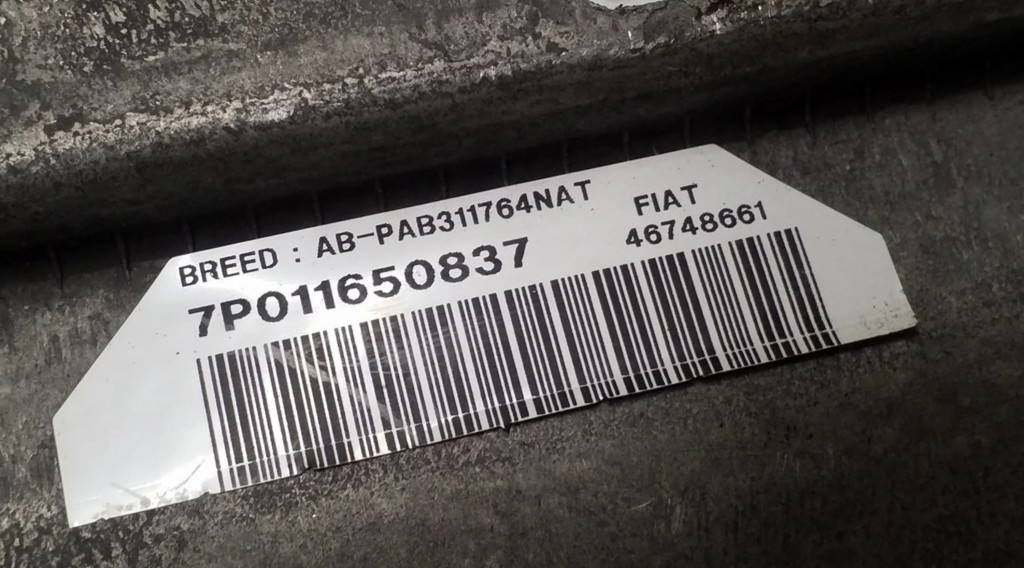 BREED : AB-PAB311764NAT
7P011650837
FIAT
46748661